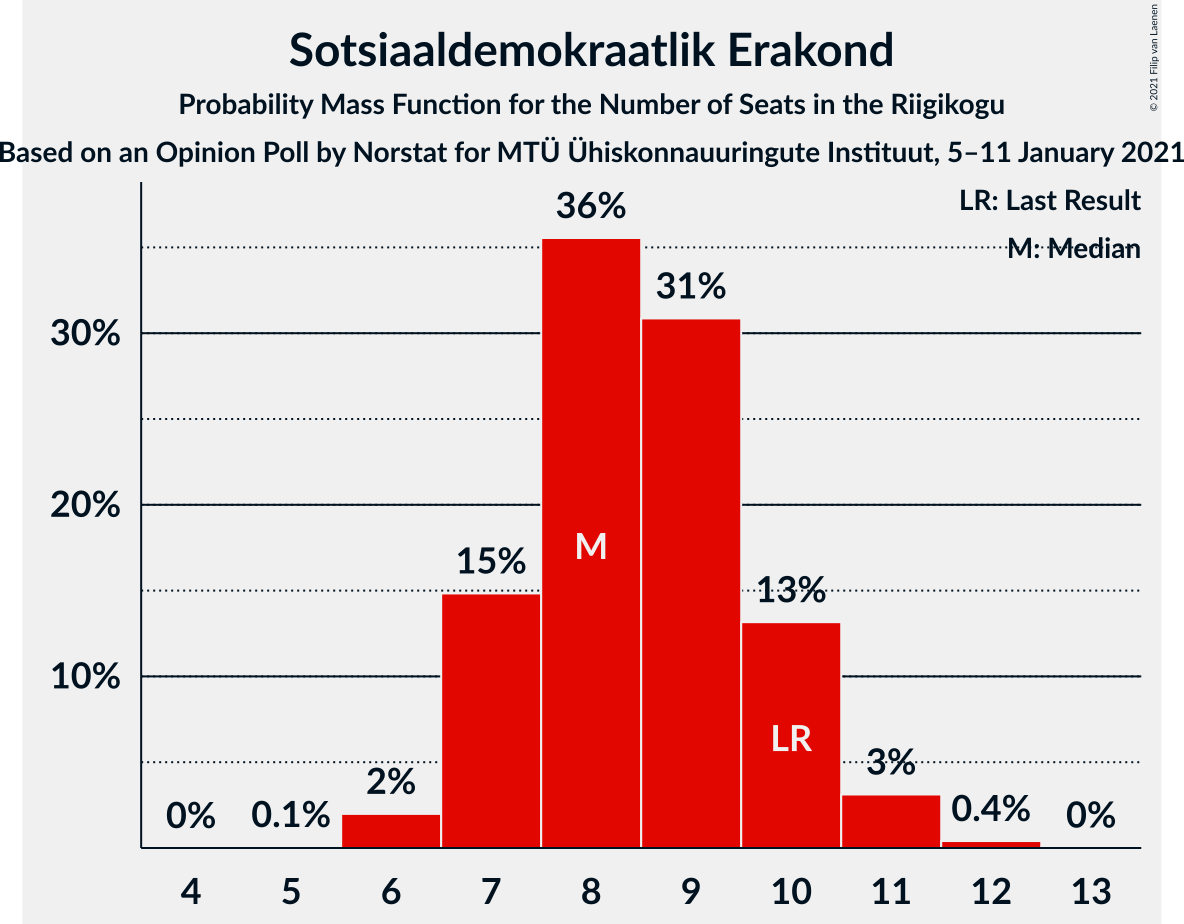 Sotsiaaldemokraatlik Erakond
Probability Mass Function for the Number of Seats in the Riigikogu
Based on an Opinion Poll by Norstat for MTÜ Ühiskonnauuringute Instituut, 5–11 January 2021
© 2021 Filip van Laenen
LR: Last Result
M: Median
36%
31%
30%
20%
15%
M
13%
10%
LR
3%
2%
0%
0.1%
0.4%
0%
4 5 6 7 8 9 10 11 12 13